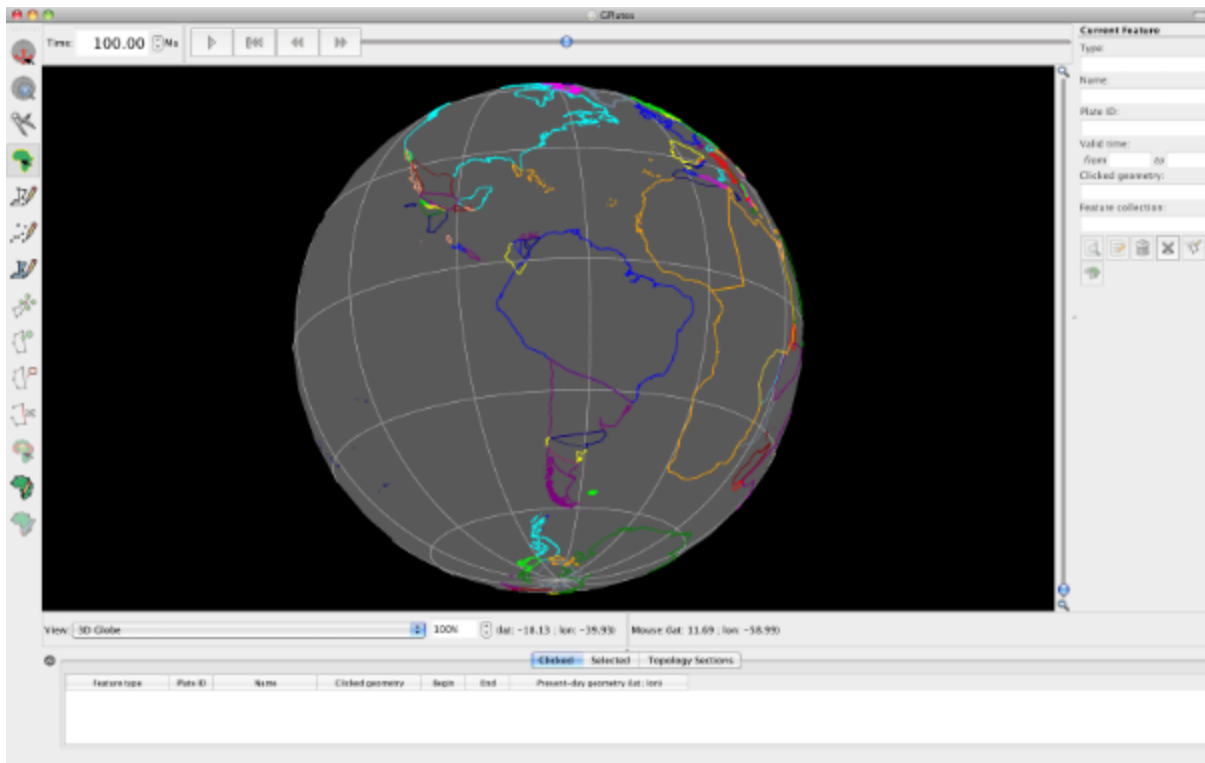 GPlates
Time: 100.00 Ma
Current Feature
Type:
Name:
Plate ID:
Valid time:
from to
Clicked geometry:
Feature collection:
View: 3D Globe 100% (lat: -18.13 ; lon: -39.93) Mouse (lat: 11.69 ; lon: -58.99)
Clicked Selected Topology Sections
Feature type Plate ID Name Clicked geometry Begin End Present-day geometry (lat ; lon)